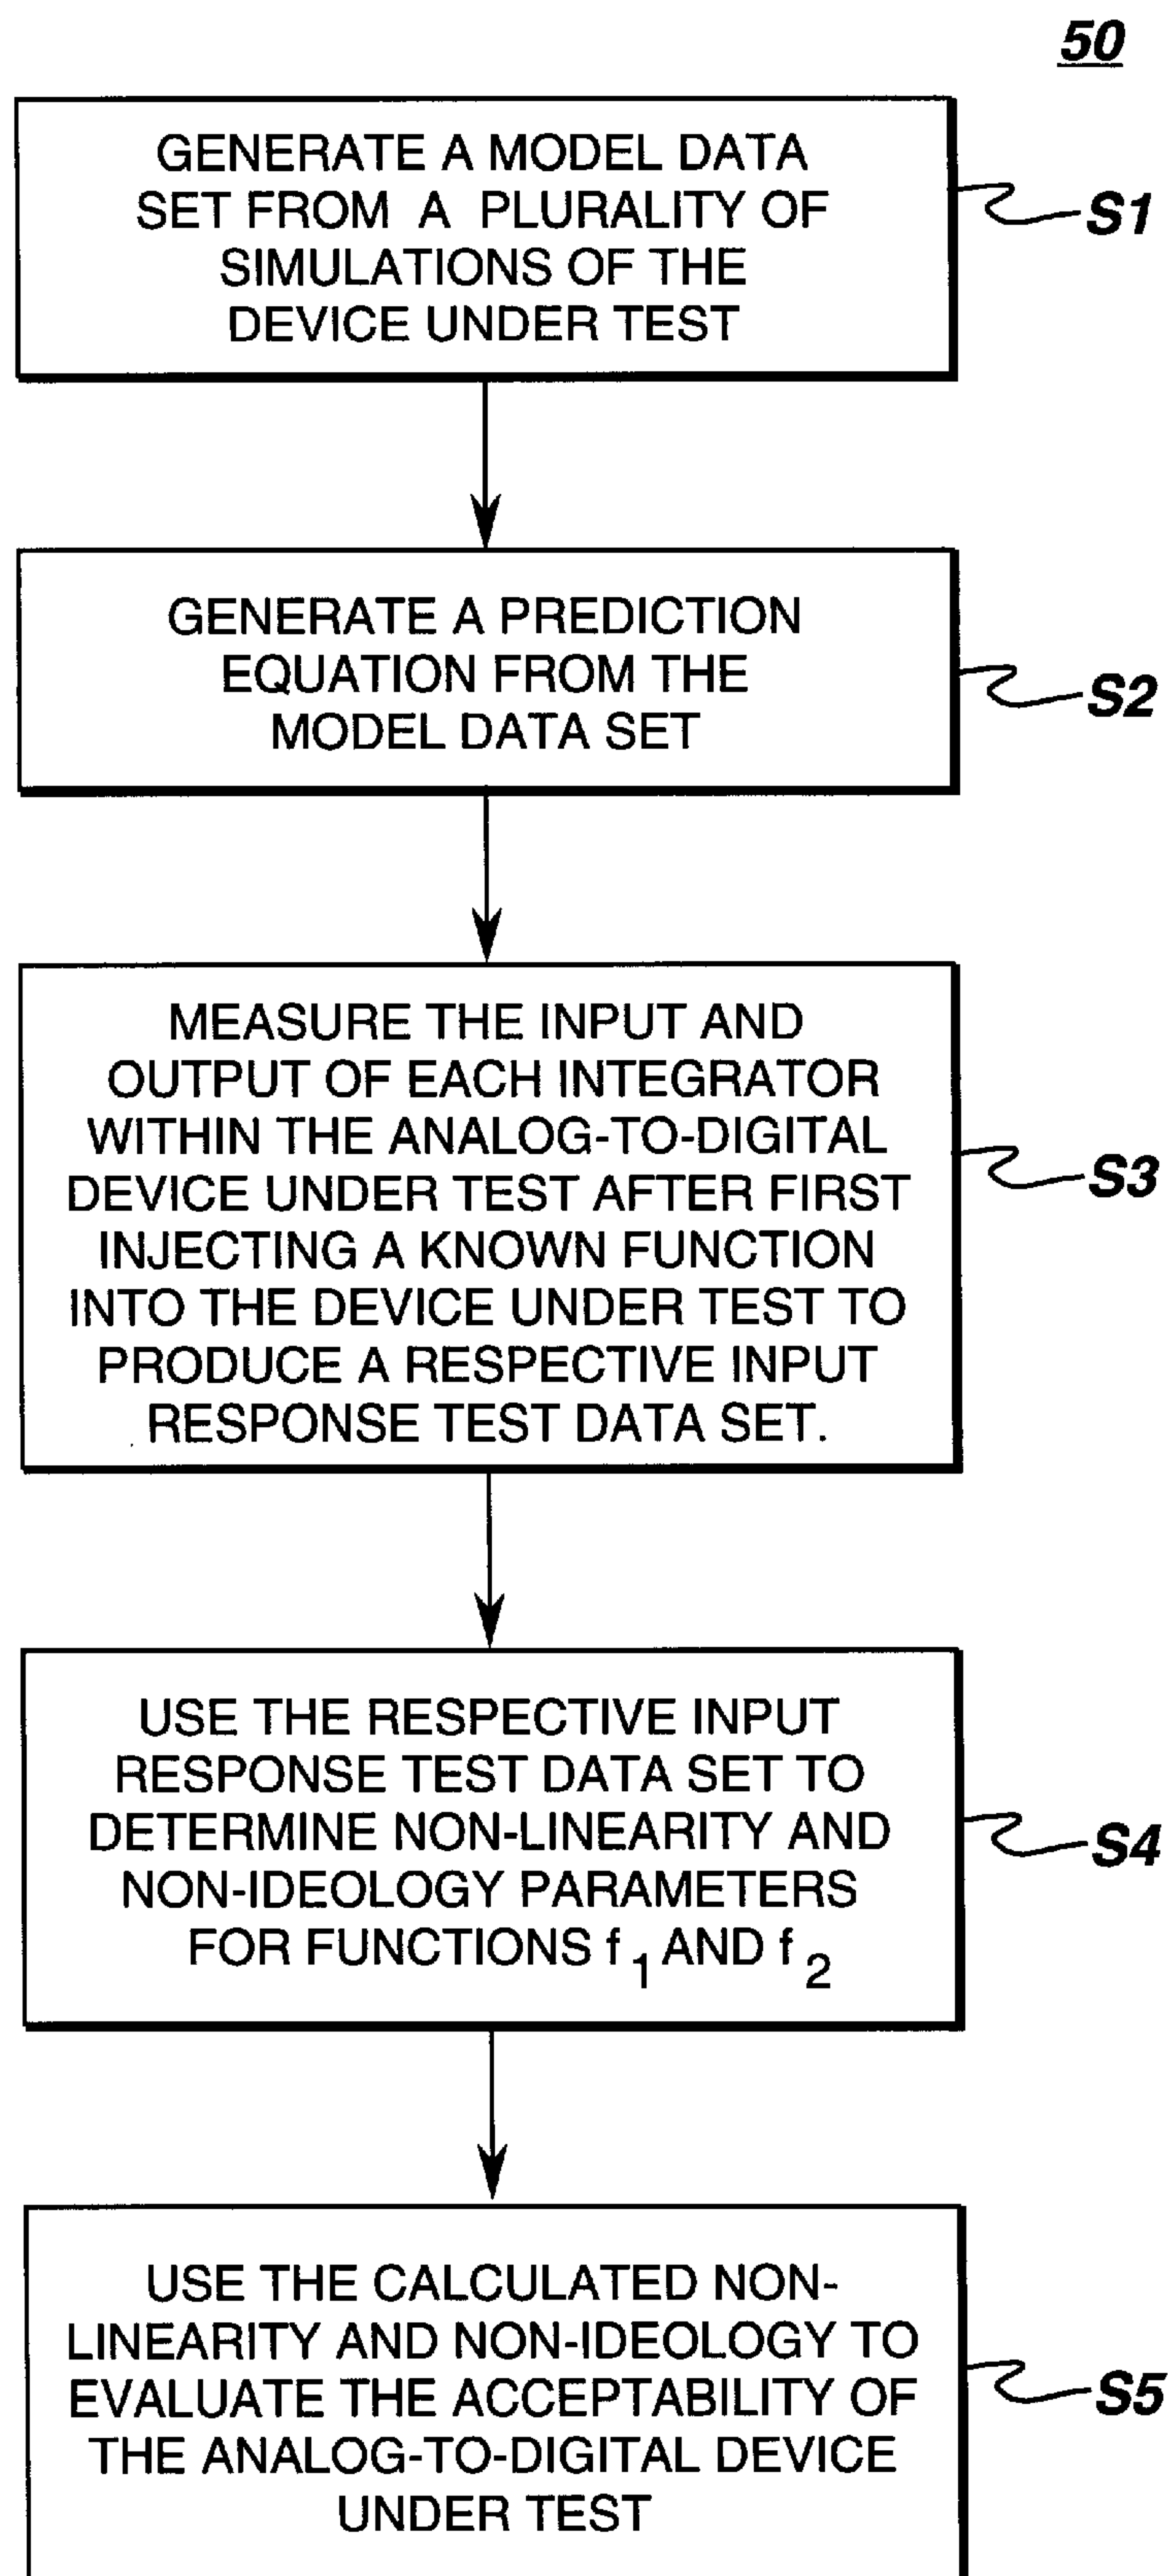 50
GENERATE A MODEL DATA
SET FROM A PLURALITY OF
SIMULATIONS OF THE
DEVICE UNDER TEST
S1
GENERATE A PREDICTION
EQUATION FROM THE
MODEL DATA SET
S2
MEASURE THE INPUT AND
OUTPUT OF EACH INTEGRATOR
WITHIN THE ANALOG-TO-DIGITAL
DEVICE UNDER TEST AFTER FIRST
INJECTING A KNOWN FUNCTION
INTO THE DEVICE UNDER TEST TO
PRODUCE A RESPECTIVE INPUT
RESPONSE TEST DATA SET.
S3
USE THE RESPECTIVE INPUT
RESPONSE TEST DATA SET TO
DETERMINE NON-LINEARITY AND
NON-IDEOLOGY PARAMETERS
FOR FUNCTIONS f 1 AND f 2
S4
USE THE CALCULATED NON-
LINEARITY AND NON-IDEOLOGY TO
EVALUATE THE ACCEPTABILITY OF
THE ANALOG-TO-DIGITAL DEVICE
UNDER TEST
S5